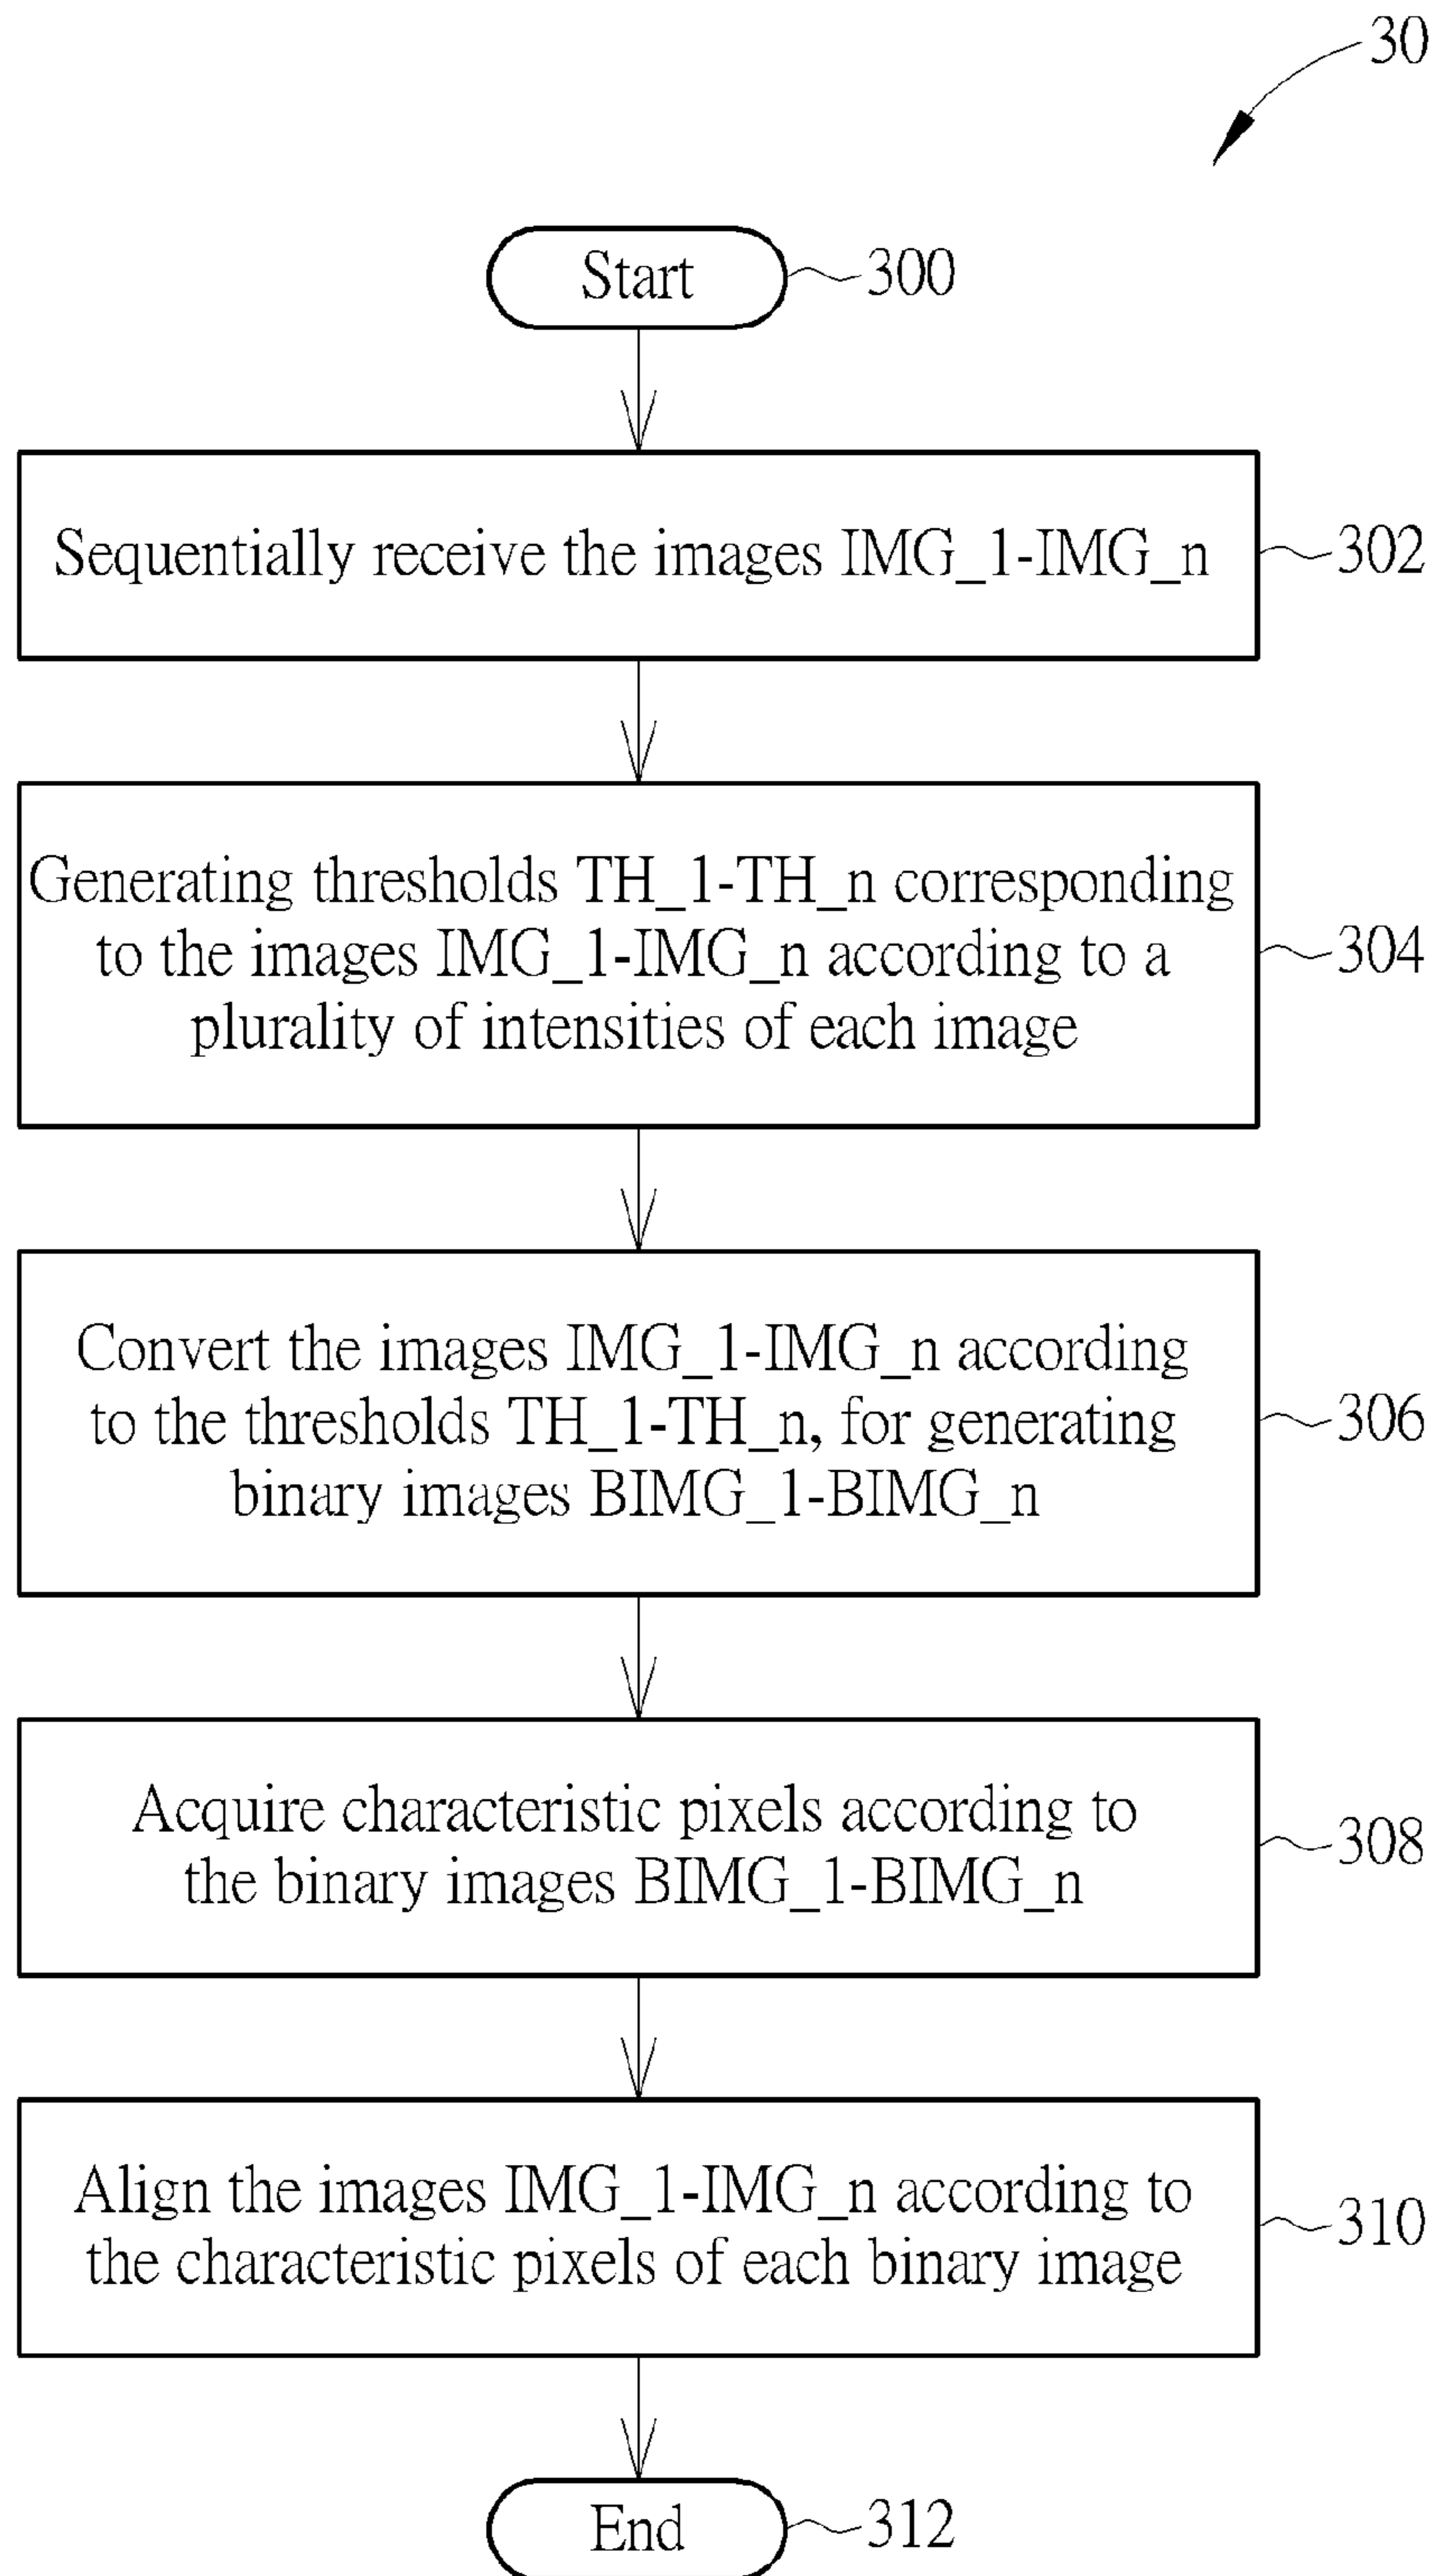 30
Start
300
Sequentially receive the images IMG_1-IMG_n
302
Generating thresholds TH_1-TH_n corresponding
to the images IMG_1-IMG_n according to a
plurality of intensities of each image
304
Convert the images IMG_1-IMG_n according
to the thresholds TH_1-TH_n, for generating
binary images BIMG_1-BIMG_n
306
Acquire characteristic pixels according to
the binary images BIMG_1-BIMG_n
308
Align the images IMG_1-IMG_n according to
the characteristic pixels of each binary image
310
End
312